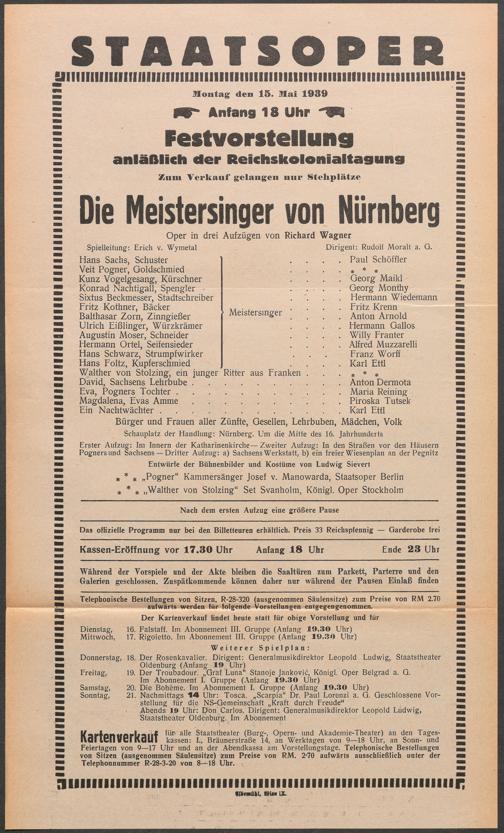 STAATSOPER
Montag den 15. Mai 1939
Anfang 18 Uhr
Festvorstellung
anläßlich der Reichskolonialtagung
Zum Verkauf gelangen nur Stehplätze
Die Meistersinger von Nürnberg
Oper in drei Aufzügen von Richard Wagner
Spielleitung: Erich v. Wymetal Dirigent: Rudolf Moralt a. G.
Hans Sachs, Schuster . . . . Paul Schöffler
Veit Pogner, Goldschmied . . . . * * *
Kunz Vogelgesang, Kürschner . . . . Georg Maikl
Konrad Nachtigall, Spengler . . . . Georg Monthy
Sixtus Beckmesser, Stadtschreiber . . . . Hermann Wiedemann
Fritz Kothner, Bäcker . . . . Fritz Krenn
Balthasar Zorn, Zinngießer Meistersinger . . . . Anton Arnold
Ulrich Eißlinger, Würzkrämer . . . . Hermann Gallos
Augustin Moser, Schneider . . . . Willy Franter
Hermann Ortel, Seifensieder . . . . Alfred Muzzarelli
Hans Schwarz, Strumpfwirker . . . . Franz Worff
Hans Foltz, Kupferschmied . . . . Karl Ettl
Walther von Stolzing, ein junger Ritter aus Franken . . . . * * *
David, Sachsens Lehrbube . . . . Anton Dermota
Eva, Pogners Tochter . . . . Maria Reining
Magdalena, Evas Amme . . . . Piroska Tutsek
Ein Nachtwächter . . . . Karl Ettl
Bürger und Frauen aller Zünfte, Gesellen, Lehrbuben, Mädchen, Volk
Schauplatz der Handlung: Nürnberg. Um die Mitte des 16. Jahrhunderts
Erster Aufzug: Im Innern der Katharinenkirche — Zweiter Aufzug: In den Straßen vor den Häusern
Pogners und Sachsens — Dritter Aufzug: a) Sachsens Werkstatt, b) ein freier Wiesenplan an der Pegnitz
Entwürfe der Bühnenbilder und Kostüme von Ludwig Sievert
* * * „Pogner“ Kammersänger Josef v. Manowarda, Staatsoper Berlin
* * * „Walther von Stolzing“ Set Svanholm, Königl. Oper Stockholm
Nach dem ersten Aufzug eine größere Pause
Das offizielle Programm nur bei den Billetteuren erhältlich. Preis 33 Reichspfennig — Garderobe frei
Kassen-Eröffnung vor 17.30 Uhr Anfang 18 Uhr Ende 23 Uhr
Während der Vorspiele und der Akte bleiben die Saaltüren zum Parkett, Parterre und den
Galerien geschlossen. Zuspätkommende können daher nur während der Pausen Einlaß finden
Telephonische Bestellungen von Sitzen, R-28-320 (ausgenommen Säulensitze) zum Preise von RM 2.70
aufwärts werden für folgende Vorstellungen entgegengenommen.
Der Kartenverkauf findet heute statt für obige Vorstellung und für
Dienstag, 16. Falstaff. Im Abonnement III. Gruppe (Anfang 19.30 Uhr)
Mittwoch, 17. Rigoletto. Im Abonnement III. Gruppe (Anfang 19.30 Uhr)
Weiterer Spielplan:
Donnerstag, 18. Der Rosenkavalier. Dirigent: Generalmusikdirektor Leopold Ludwig, Staatstheater
Oldenburg (Anfang 19 Uhr)
Freitag, 19. Der Troubadour. „Graf Luna“ Stanoje Janković, Königl. Oper Belgrad a. G.
Im Abonnement I. Gruppe (Anfang 19.30 Uhr)
Samstag, 20. Die Bohème. Im Abonnement I. Gruppe (Anfang 19.30 Uhr)
Sonntag, 21. Nachmittags 14 Uhr: Tosca. „Scarpia“ Dr. Paul Lorenzi a. G. Geschlossene Vor-
stellung für die NS-Gemeinschaft "Kraft durch Freude"
Abends 19 Uhr: Don Carlos. Dirigent: Generalmusikdirektor Leopold Ludwig,
Staatstheater Oldenburg. Im Abonnement
Kartenverkauf für alle Staatstheater (Burg-, Opern- und Akademie-Theater) an den Tages-
kassen: I., Bräunerstraße 14, an Werktagen von 9—18 Uhr, an Sonn- und
Feiertagen von 9—17 Uhr und an der Abendkassa am Vorstellungstage. Telephonische Bestellungen
von Sitzen (ausgenommen Säulensitze) zum Preise von RM. 2·70 aufwärts ausschließlich unter der
Telephonnummer R-28-3-20 von 8—18 Uhr.
Elbemühl, Wien IX.